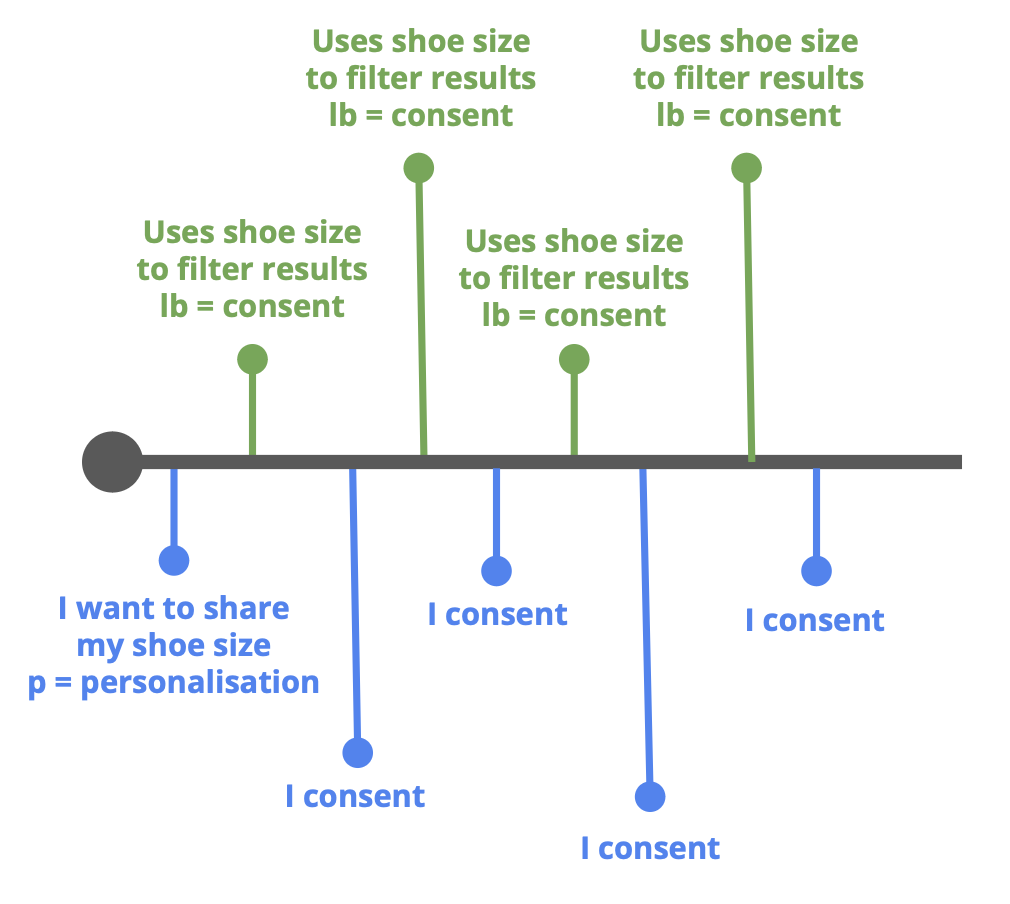 Uses shoe size
to filter results
lb = consent
Uses shoe size
to filter results
lb = consent
Uses shoe size
to filter results
lb = consent
Uses shoe size
to filter results
lb = consent
I want to share
my shoe size
p = personalisation
I consent
I consent
I consent
I consent